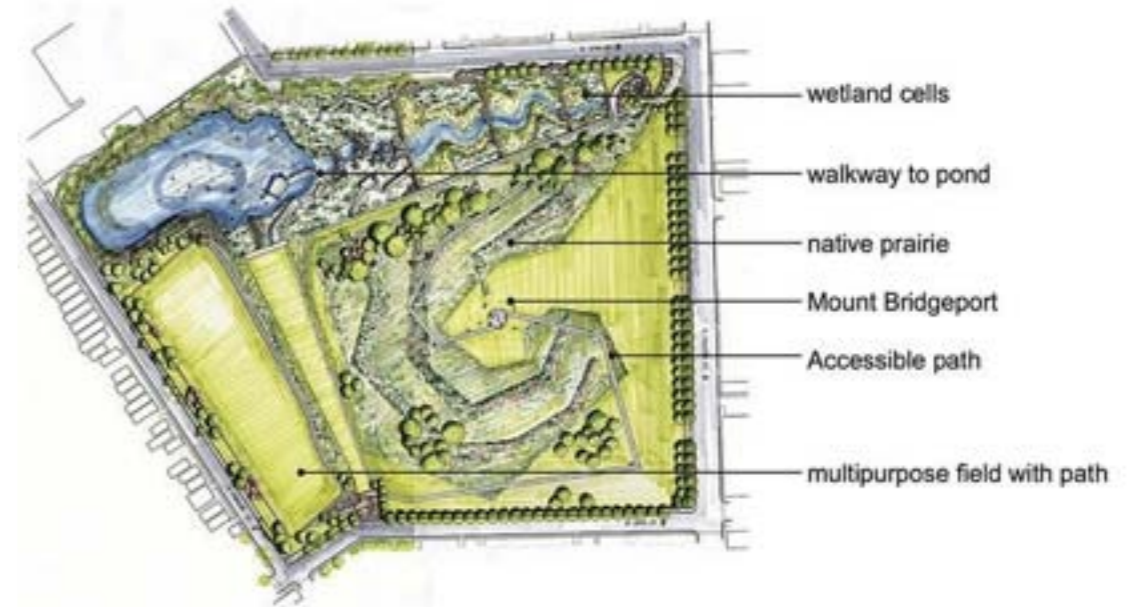 wetland cells
walkway to pond
native prairie
Mount Bridgeport
Accessible path
multipurpose field with path